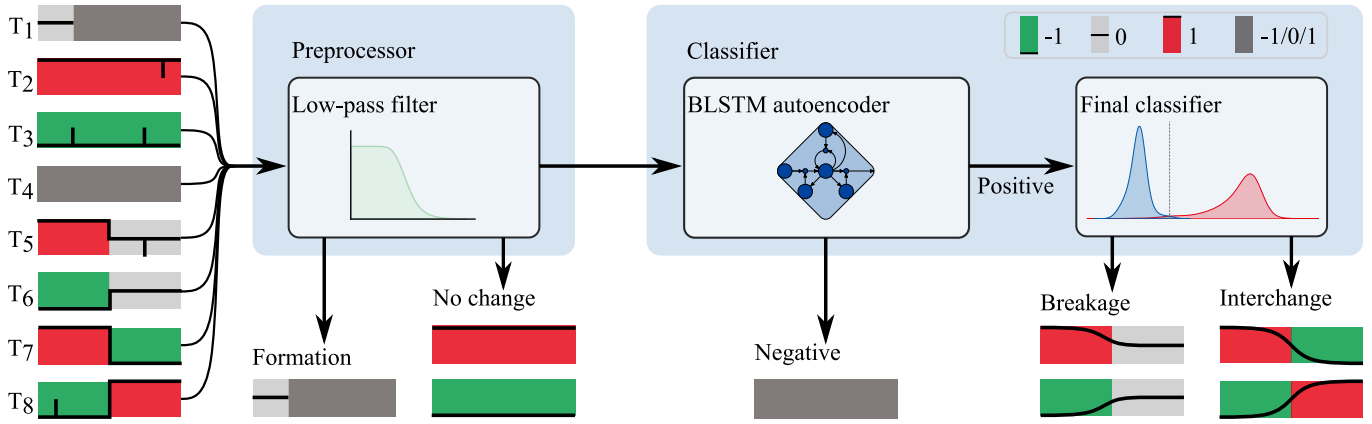 T1
T2
T3
T4
T5
T6
T7
T8
Preprocessor
Low-pass filter
Formation
No change
Classifier
-1
0
1
-1/0/1
BLSTM autoencoder
Positive
Final classifier
Negative
Breakage
Interchange